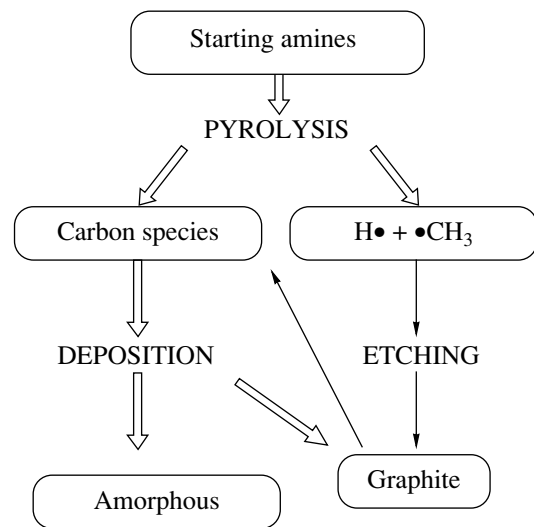 Starting amines
PYROLYSIS
Carbon species
H● + ●CH₃
DEPOSITION
ETCHING
Graphite
Amorphous